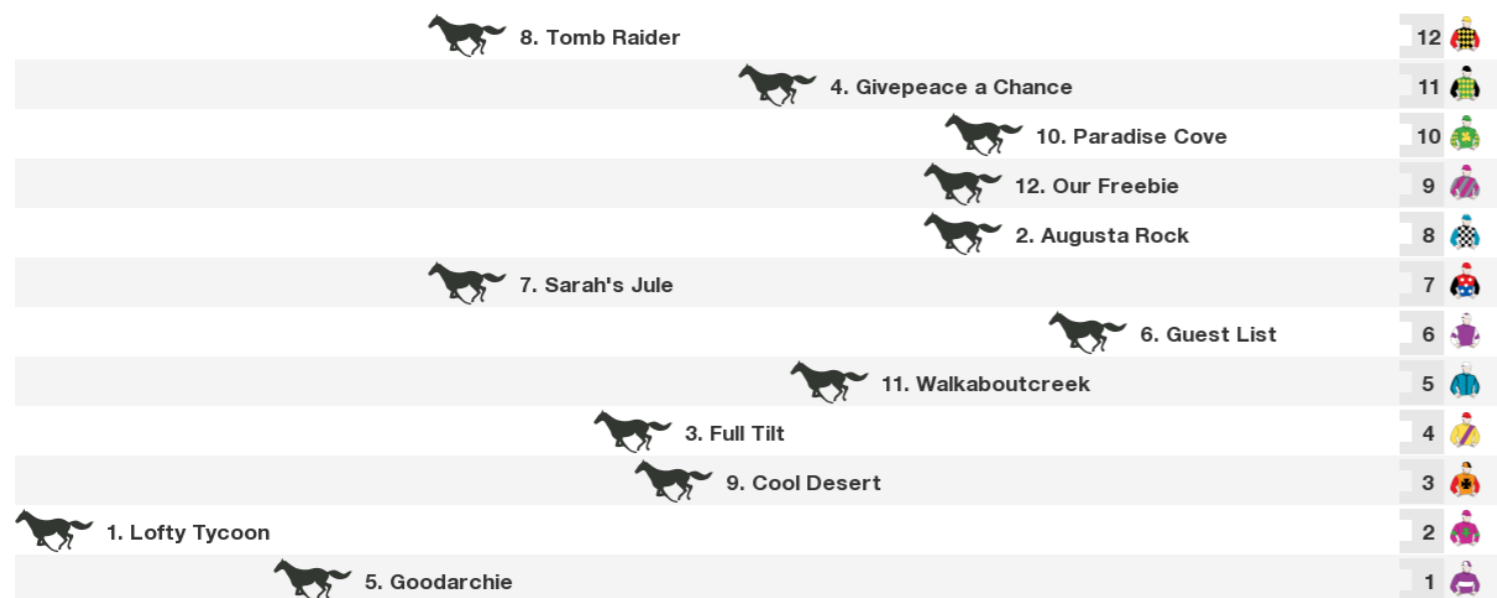 8. Tomb Raider 12
4. Givepeace a Chance 11
10. Paradise Cove 10
12. Our Freebie 9
2. Augusta Rock 8
7. Sarah's Jule 7
6. Guest List 6
11. Walkaboutcreek 5
3. Full Tilt 4
9. Cool Desert 3
1. Lofty Tycoon 2
5. Goodarchie 1